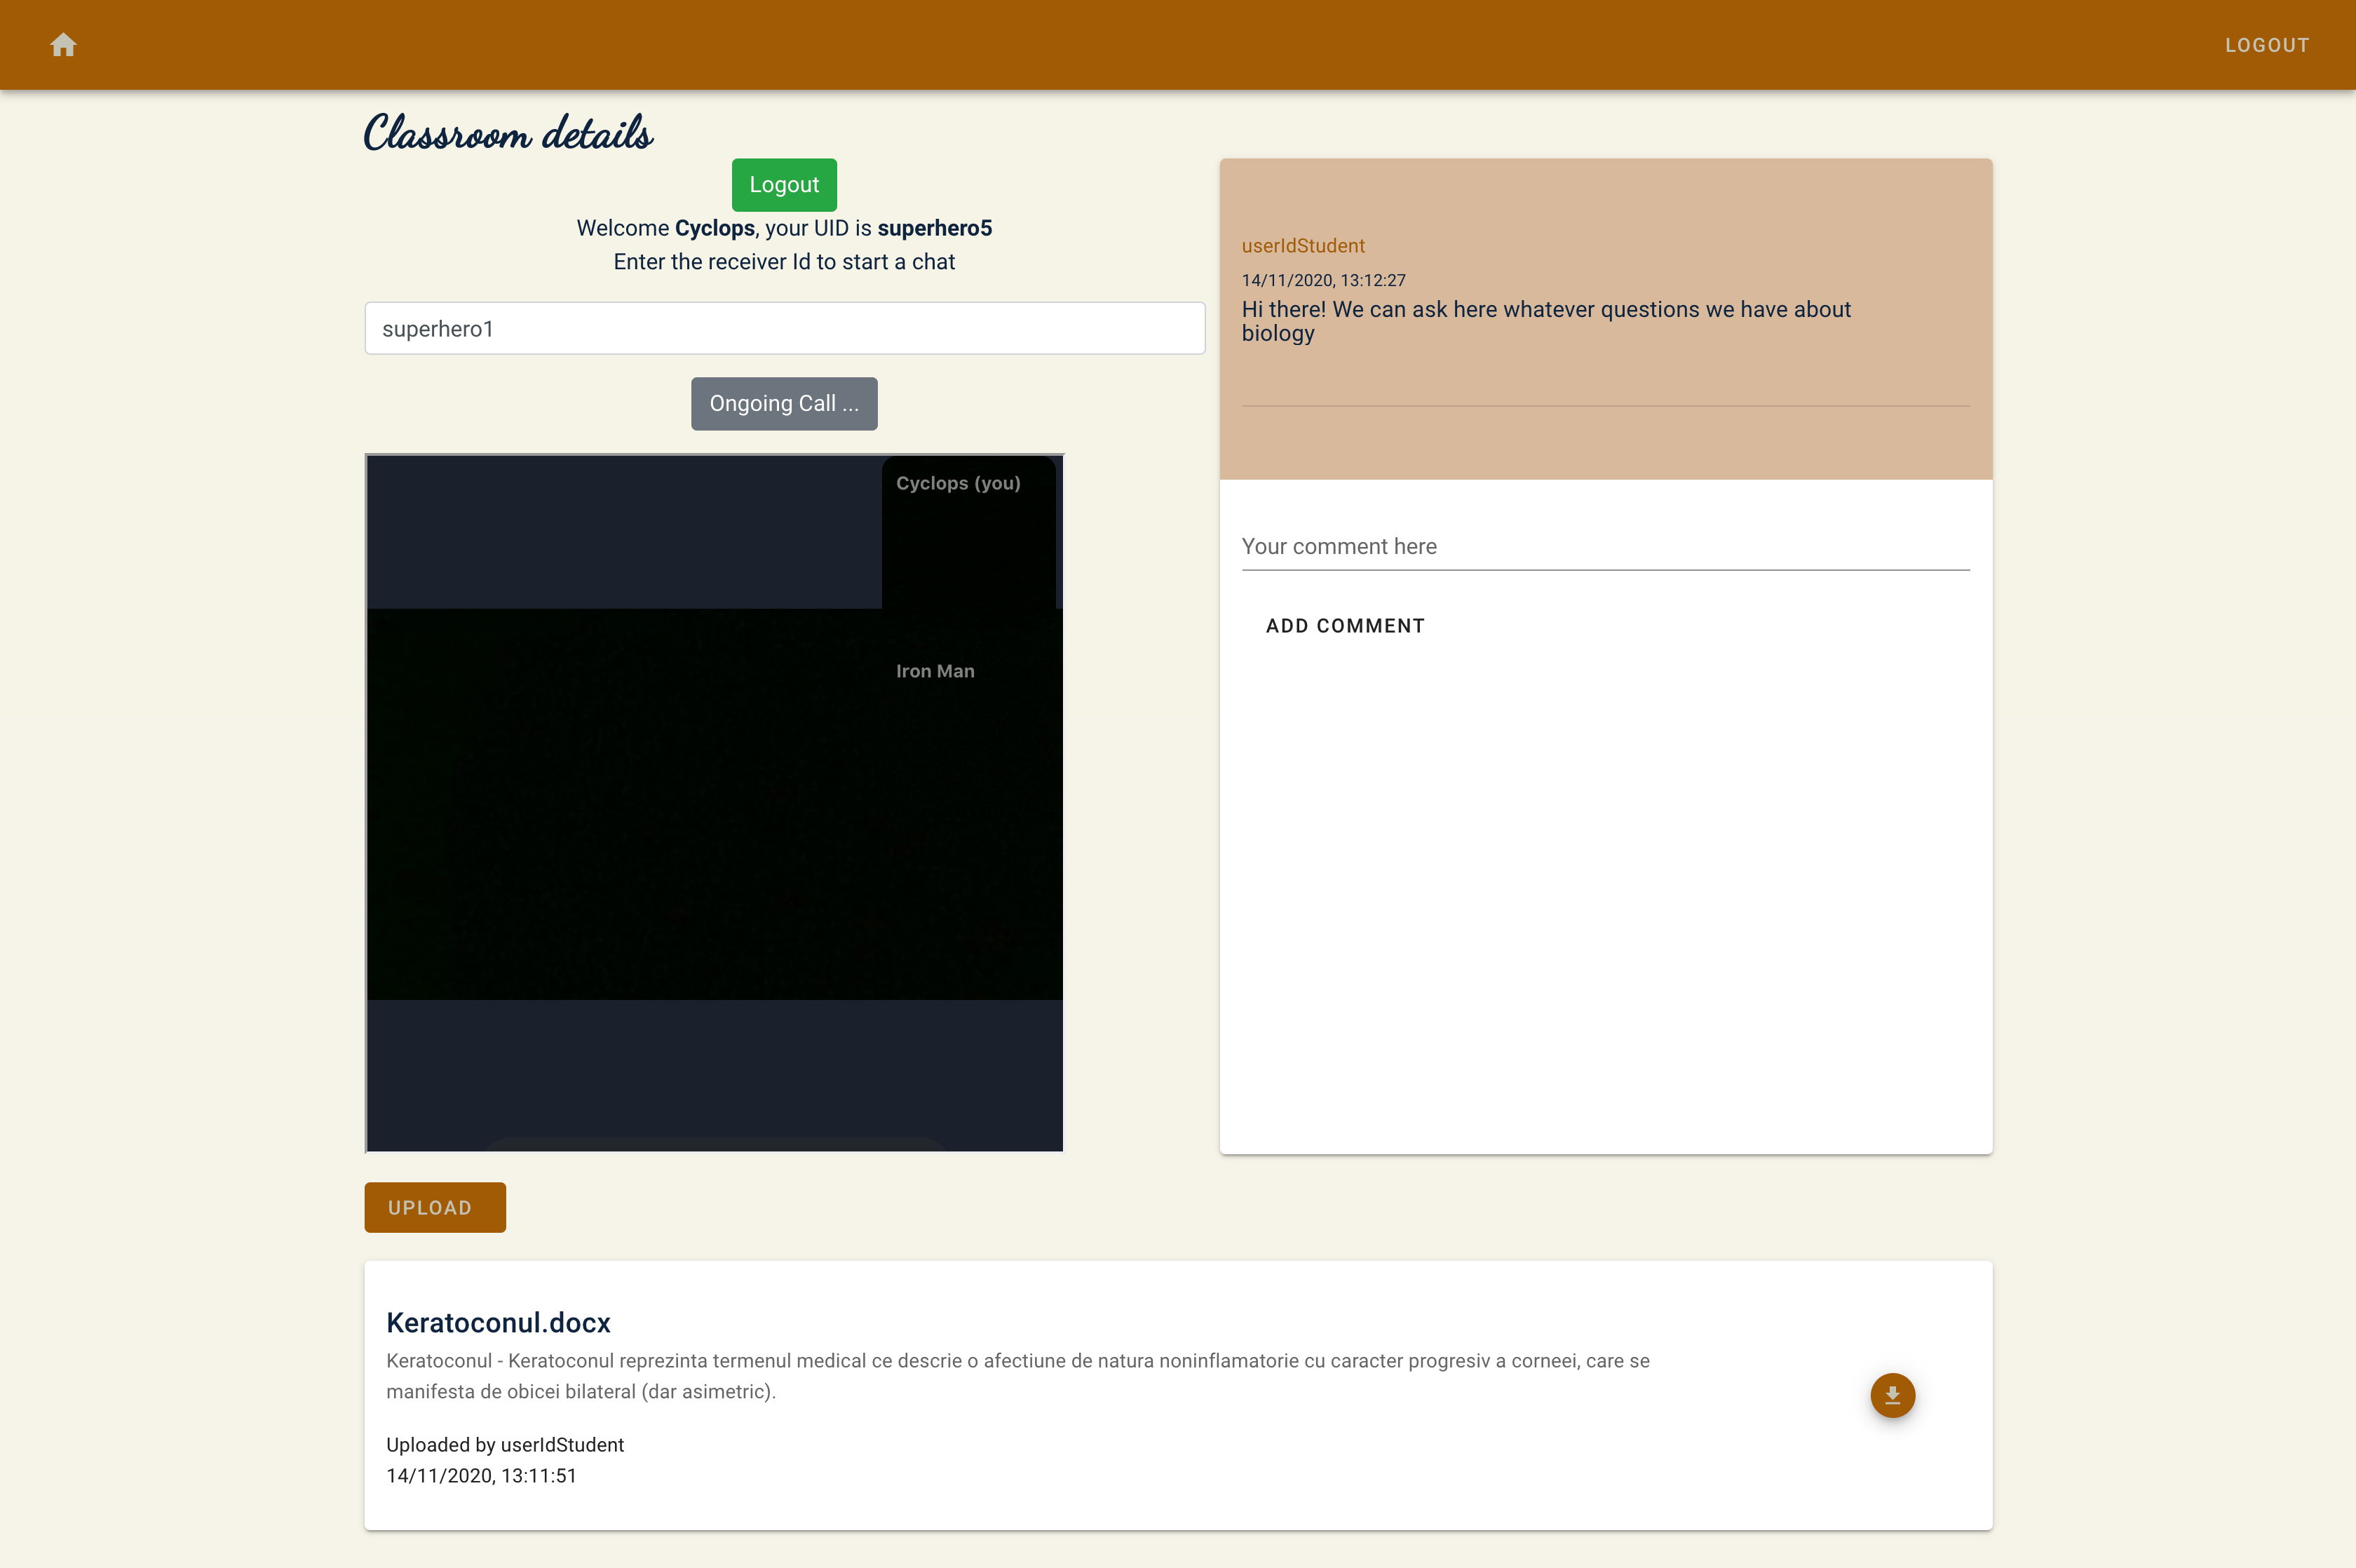 LOGOUT
Classroom details
Logout
Welcome Cyclops, your UID is superhero5
Enter the receiver Id to start a chat
superhero1
Ongoing Call ...
Cyclops (you)
Iron Man
userIdStudent
14/11/2020, 13:12:27
Hi there! We can ask here whatever questions we have about
biology
Your comment here
ADD COMMENT
UPLOAD
Keratoconul.docx
Keratoconul - Keratoconul reprezinta termenul medical ce descrie o afectiune de natura noninflamatorie cu caracter progresiv a corneei, care se
manifesta de obicei bilateral (dar asimetric).
Uploaded by userIdStudent
14/11/2020, 13:11:51